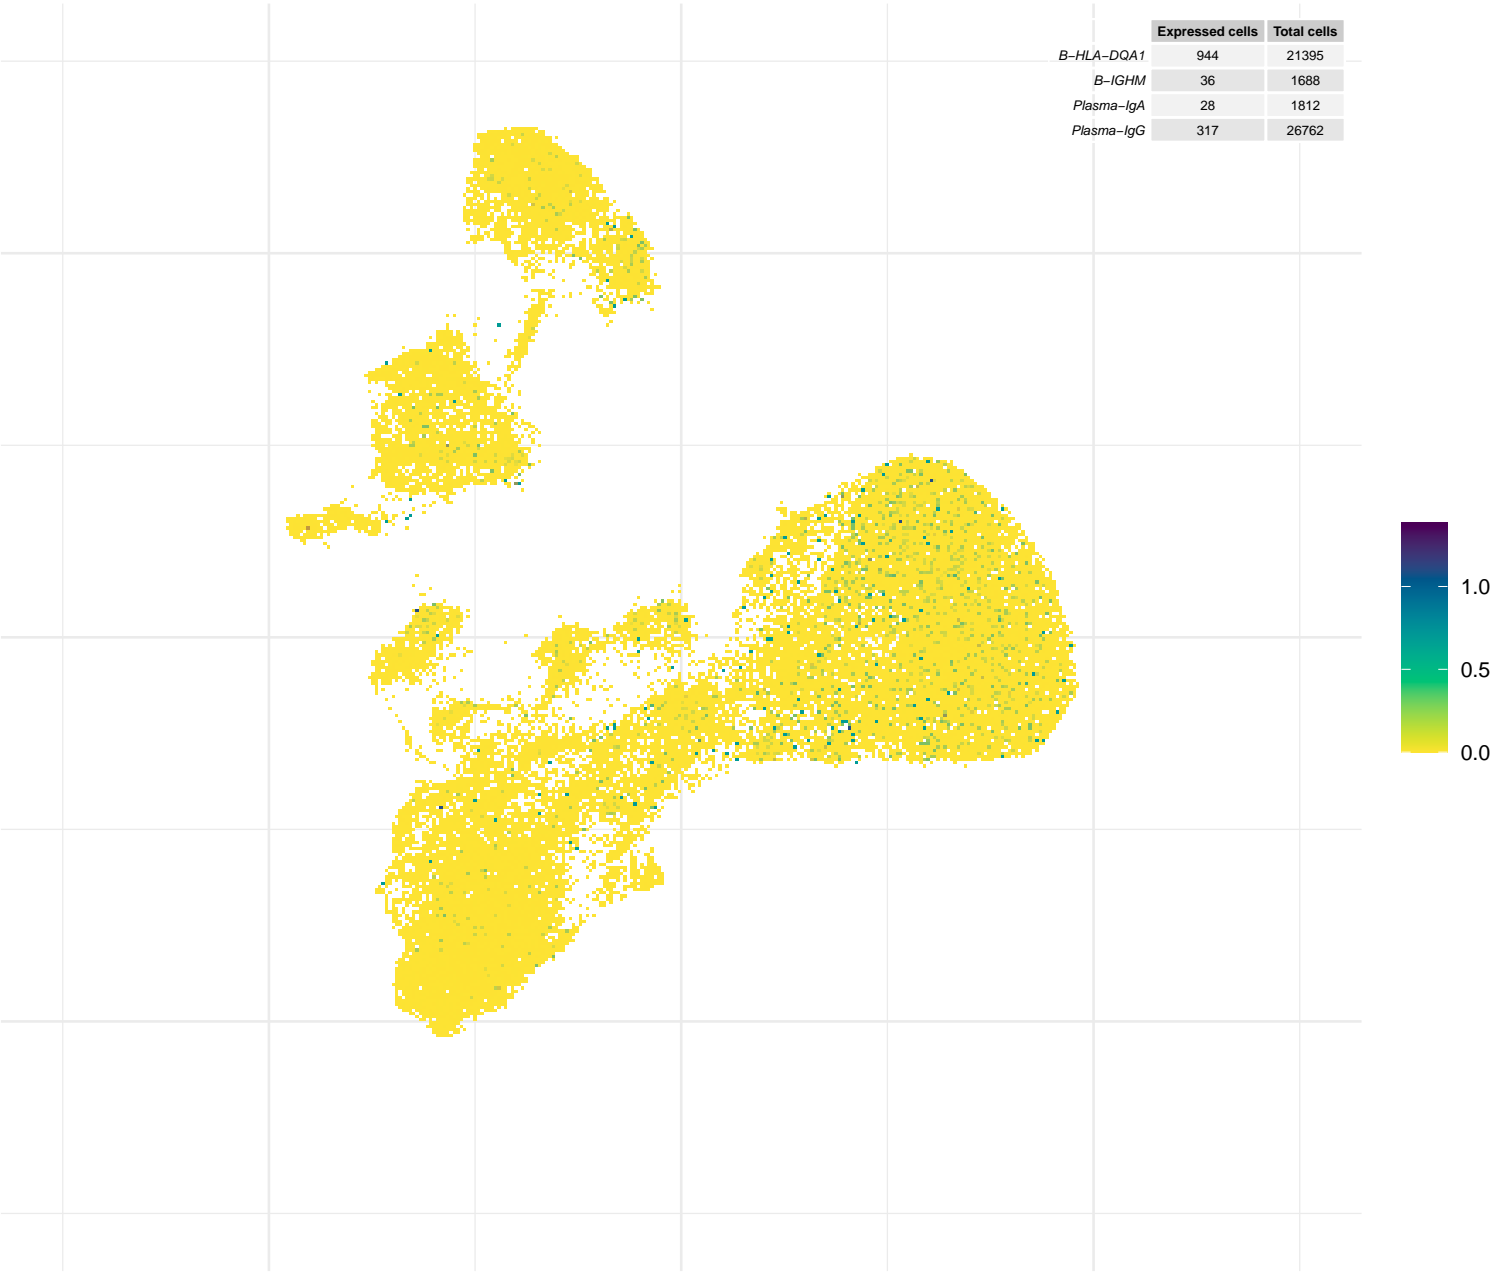 Expressed cells Total cells
B−HLA−DQA1 944 21395
B−IGHM 36 1688
Plasma−IgA 28 1812
Plasma−IgG 317 26762
1.0
0.5
0.0